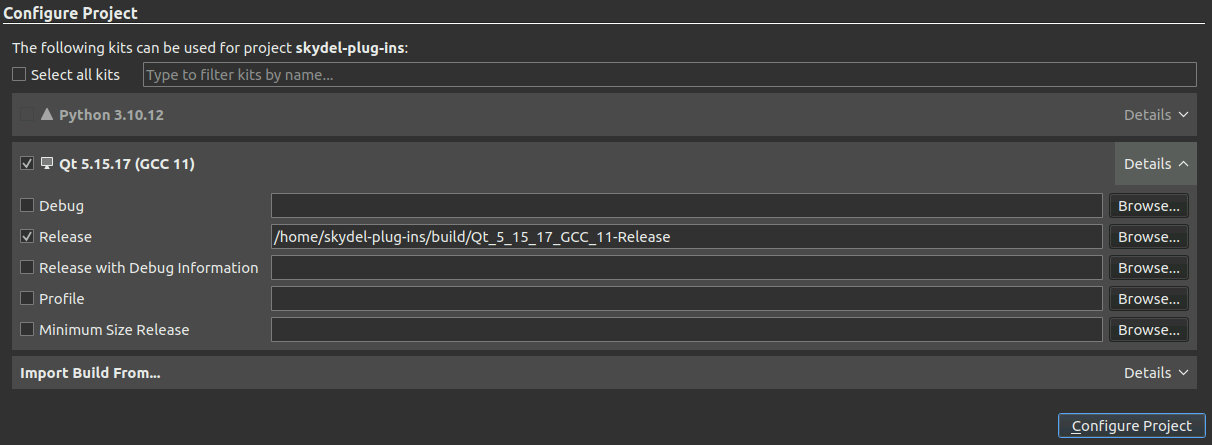 Configure Project
The following kits can be used for project skydel-plug-ins:
Select all kits Type to filter kits by name...
Python 3.10.12 Details
Qt 5.15.17 (GCC 11) Details
Debug Browse...
Release /home/skydel-plug-ins/build/Qt_5_15_17_GCC_11-Release Browse...
Release with Debug Information Browse...
Profile Browse...
Minimum Size Release Browse...
Import Build From... Details
Configure Project